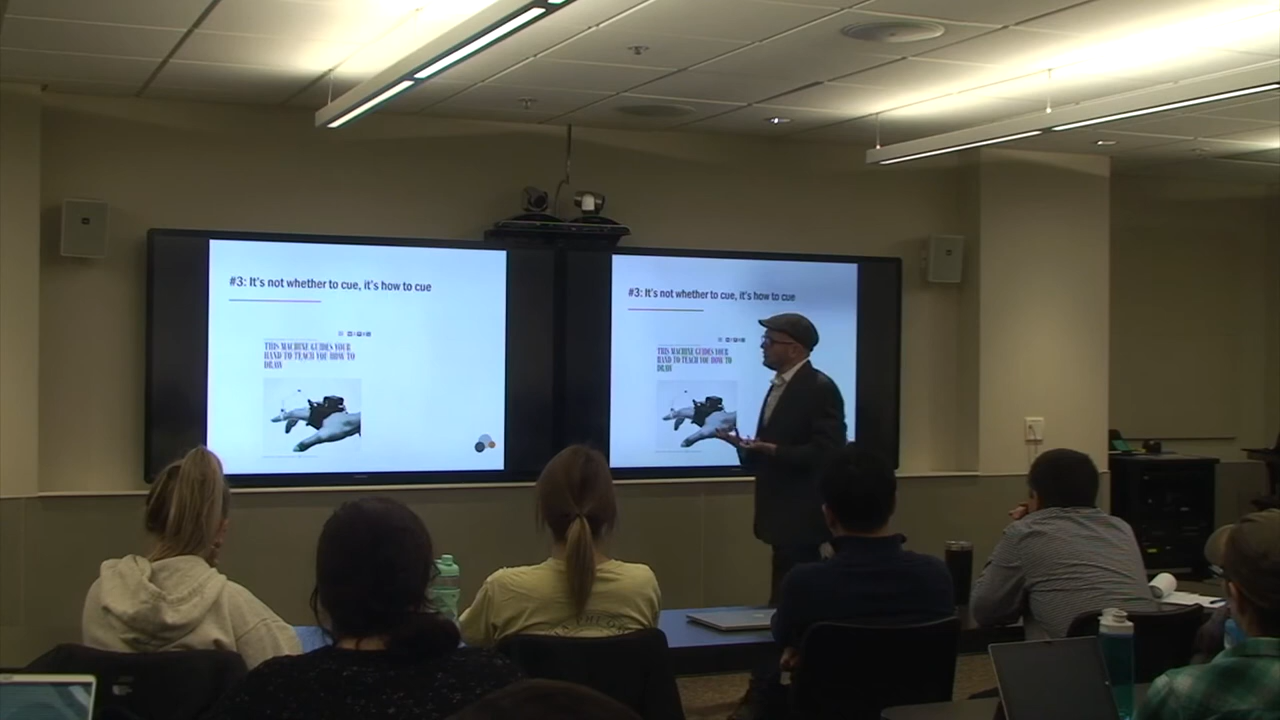 #3: It's not whether to cue, it's how to cue
THIS MACHINE GUIDES YOUR
HAND TO TEACH YOU HOW TO
DRAW
#3: It's not whether to cue, it's how to cue
THIS MACHINE GUIDES YOUR
HAND TO TEACH YOU HOW TO
DRAW